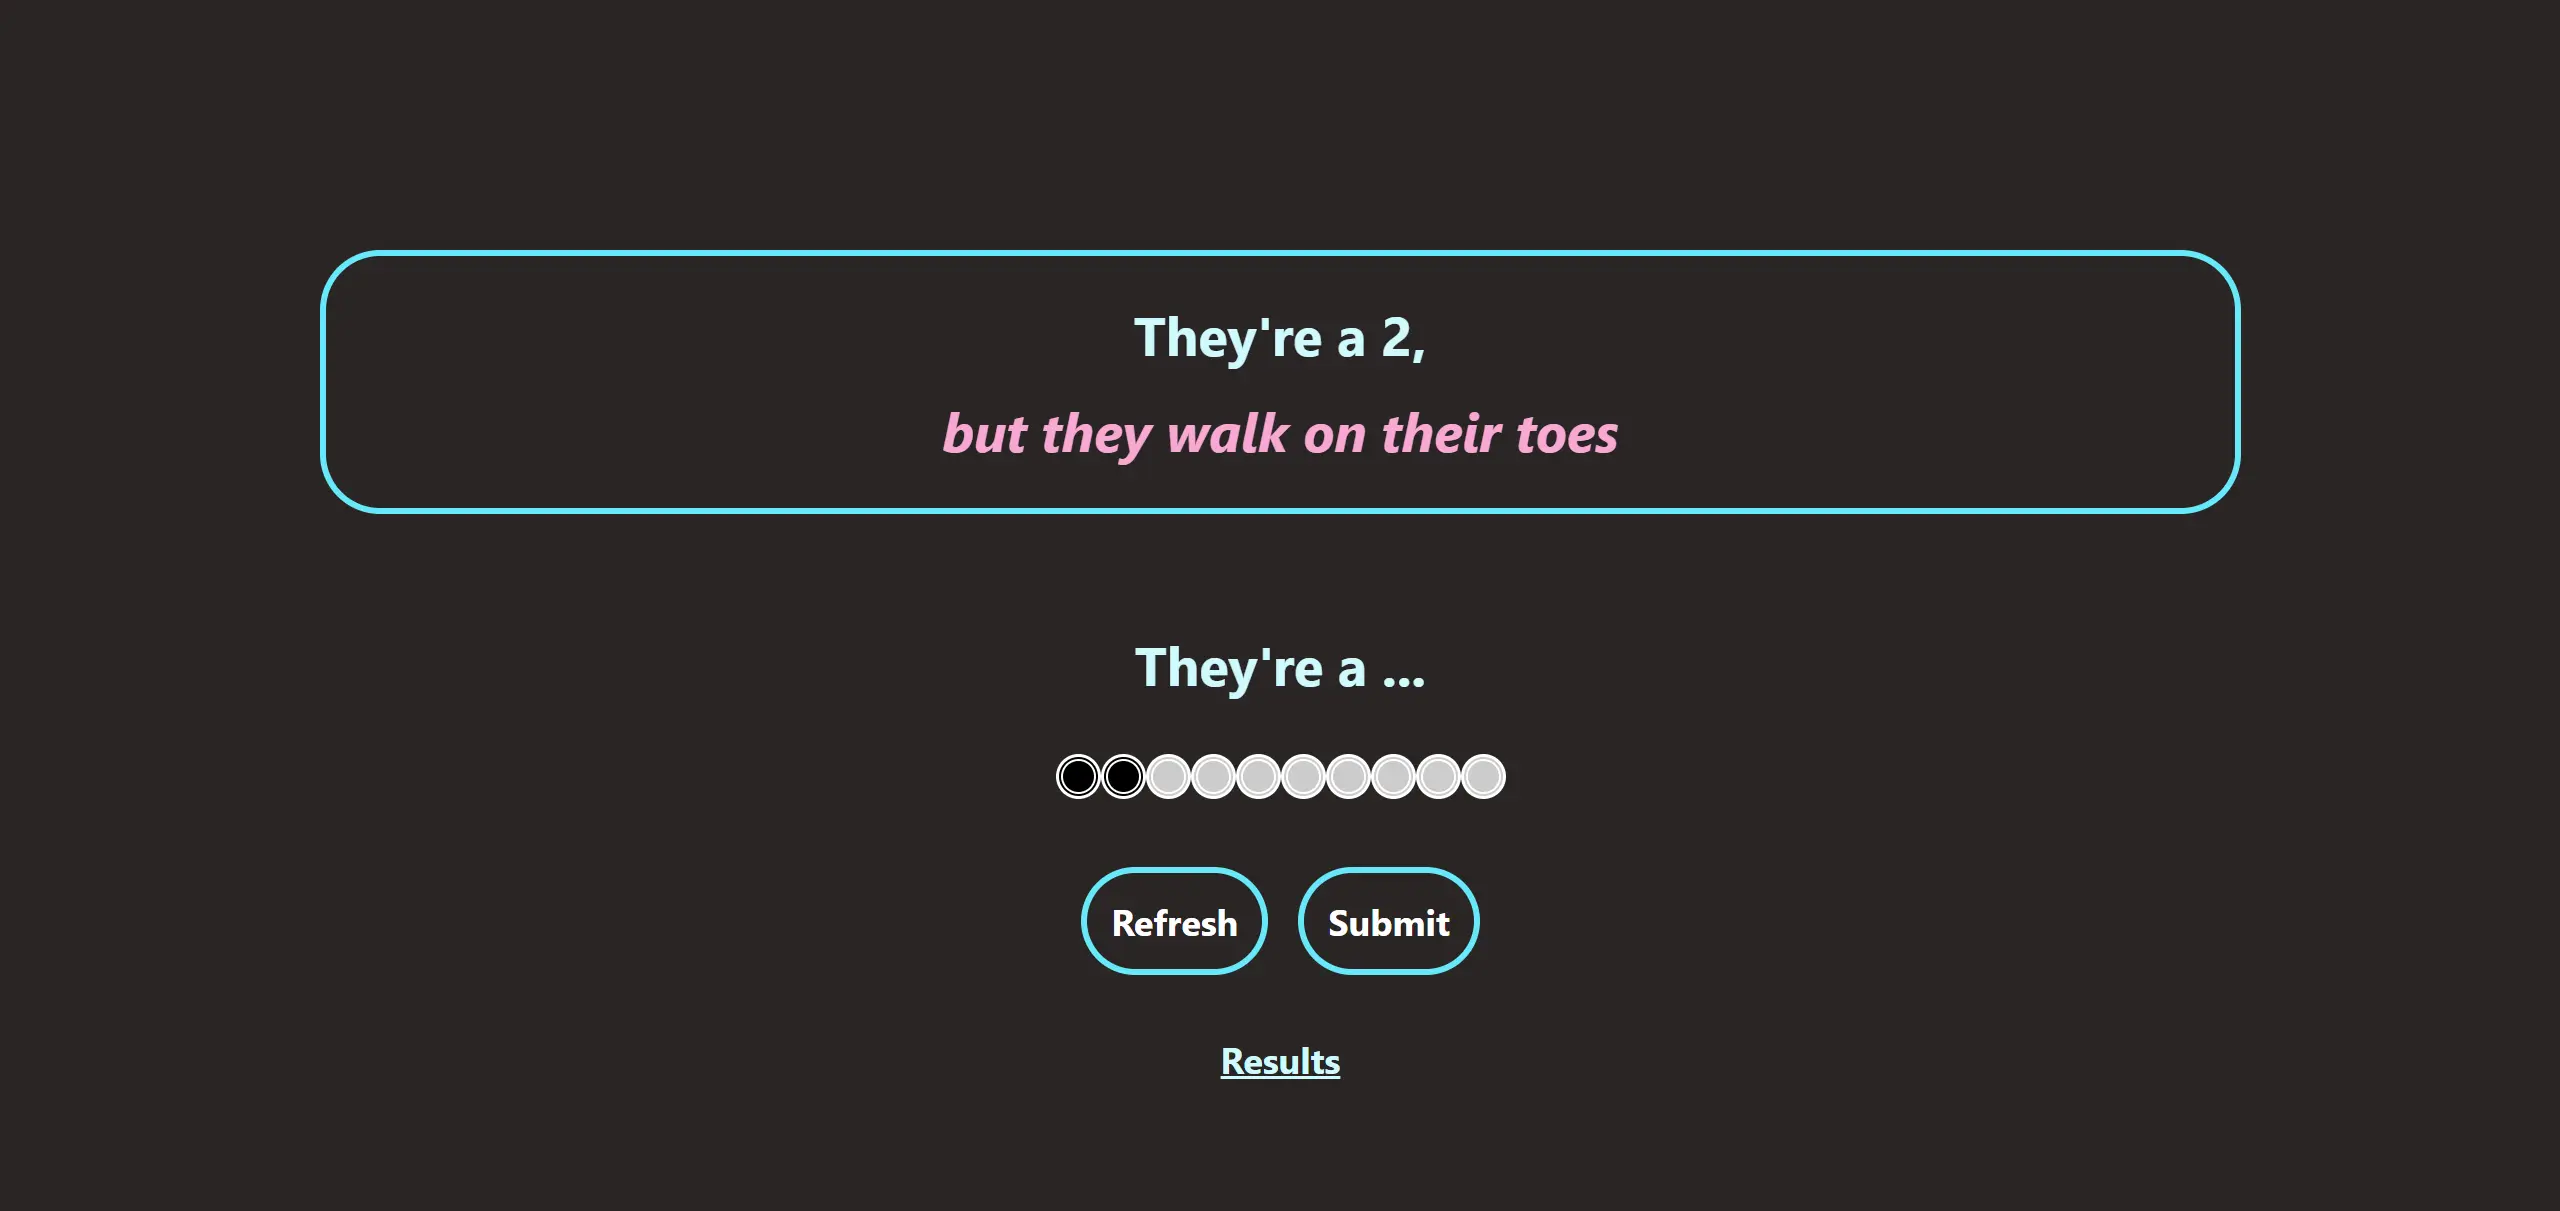 They're a 2,
but they walk on their toes
They're a ...
Refresh Submit
Results